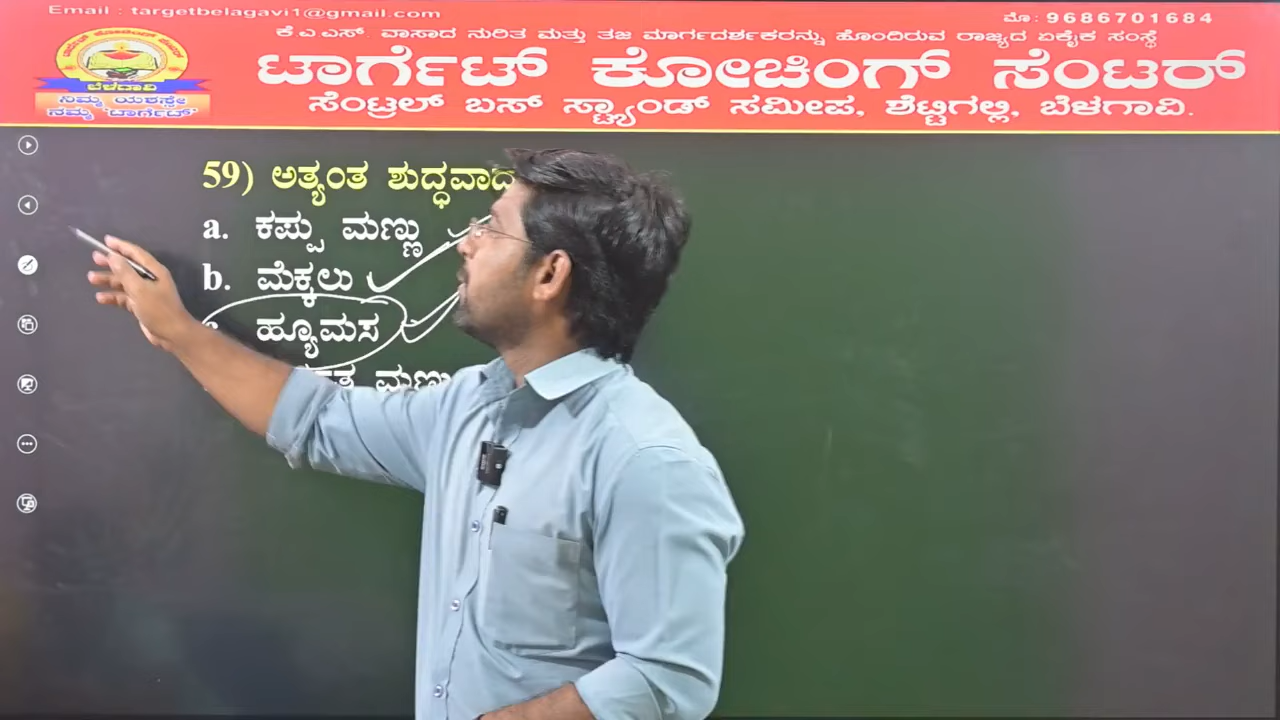 Email : targetbelagavi1@gmail.com
ಮೊ: 9686701684
ಕೆ.ಎ.ಎಸ್. ವಾಸಾದ ನುರಿತ ಮತ್ತು ತಜ್ಞ ಮಾರ್ಗದರ್ಶಕರನ್ನು ಹೊಂದಿರುವ ರಾಜ್ಯದ ಏಕೈಕ ಸಂಸ್ಥೆ
ಟಾರ್ಗೆಟ್ ಕೋಚಿಂಗ್ ಸೆಂಟರ್
ಸೆಂಟ್ರಲ್ ಬಸ್ ಸ್ಟ್ಯಾಂಡ್ ಸಮೀಪ, ಶೆಟ್ಟಿಗಲ್ಲಿ, ಬೆಳಗಾವಿ.
ಬೆಳಗಾವಿ
ನಿಮ್ಮ ಯಶಸ್ಸೇ
ನಮ್ಮ ಟಾರ್ಗೆಟ್
59) ಅತ್ಯಂತ ಶುದ್ಧವಾದ
a. ಕಪ್ಪು ಮಣ್ಣು
b. ಮೆಕ್ಕಲು
ಹ್ಯೂಮಸ
ಮಣ್ಣು